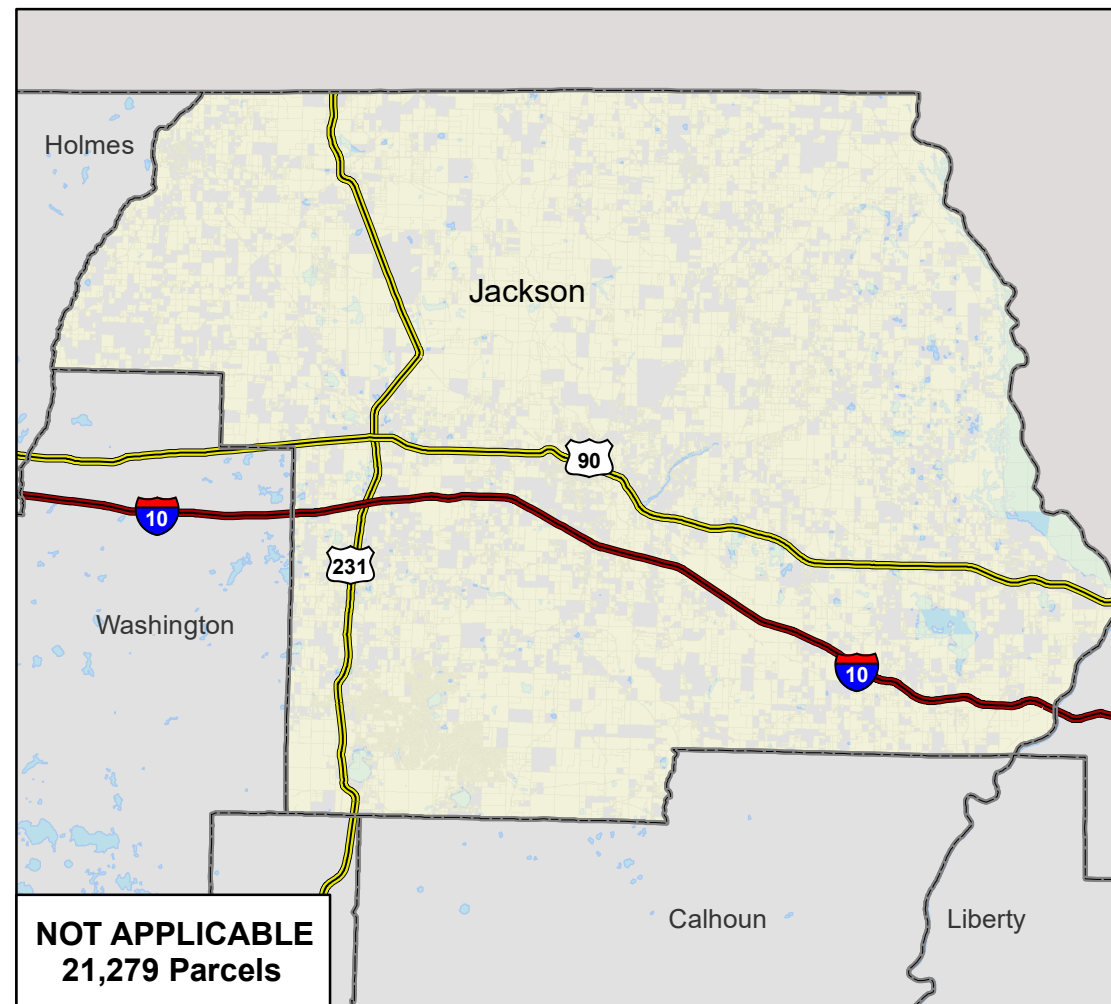 Holmes
Jackson
90
10
231
Washington
10
Calhoun
Liberty
NOT APPLICABLE
21,279 Parcels